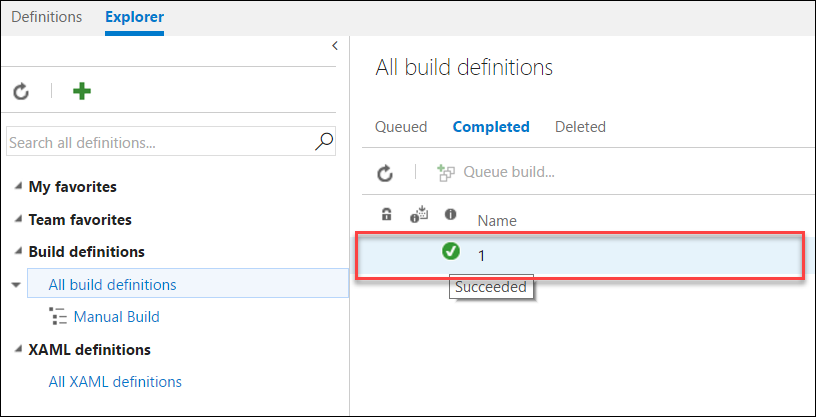 Definitions Explorer
Search all definitions...
My favorites
Team favorites
Build definitions
All build definitions
Manual Build
XAML definitions
All XAML definitions
All build definitions
Queued Completed Deleted
Queue build...
Name
1
Succeeded